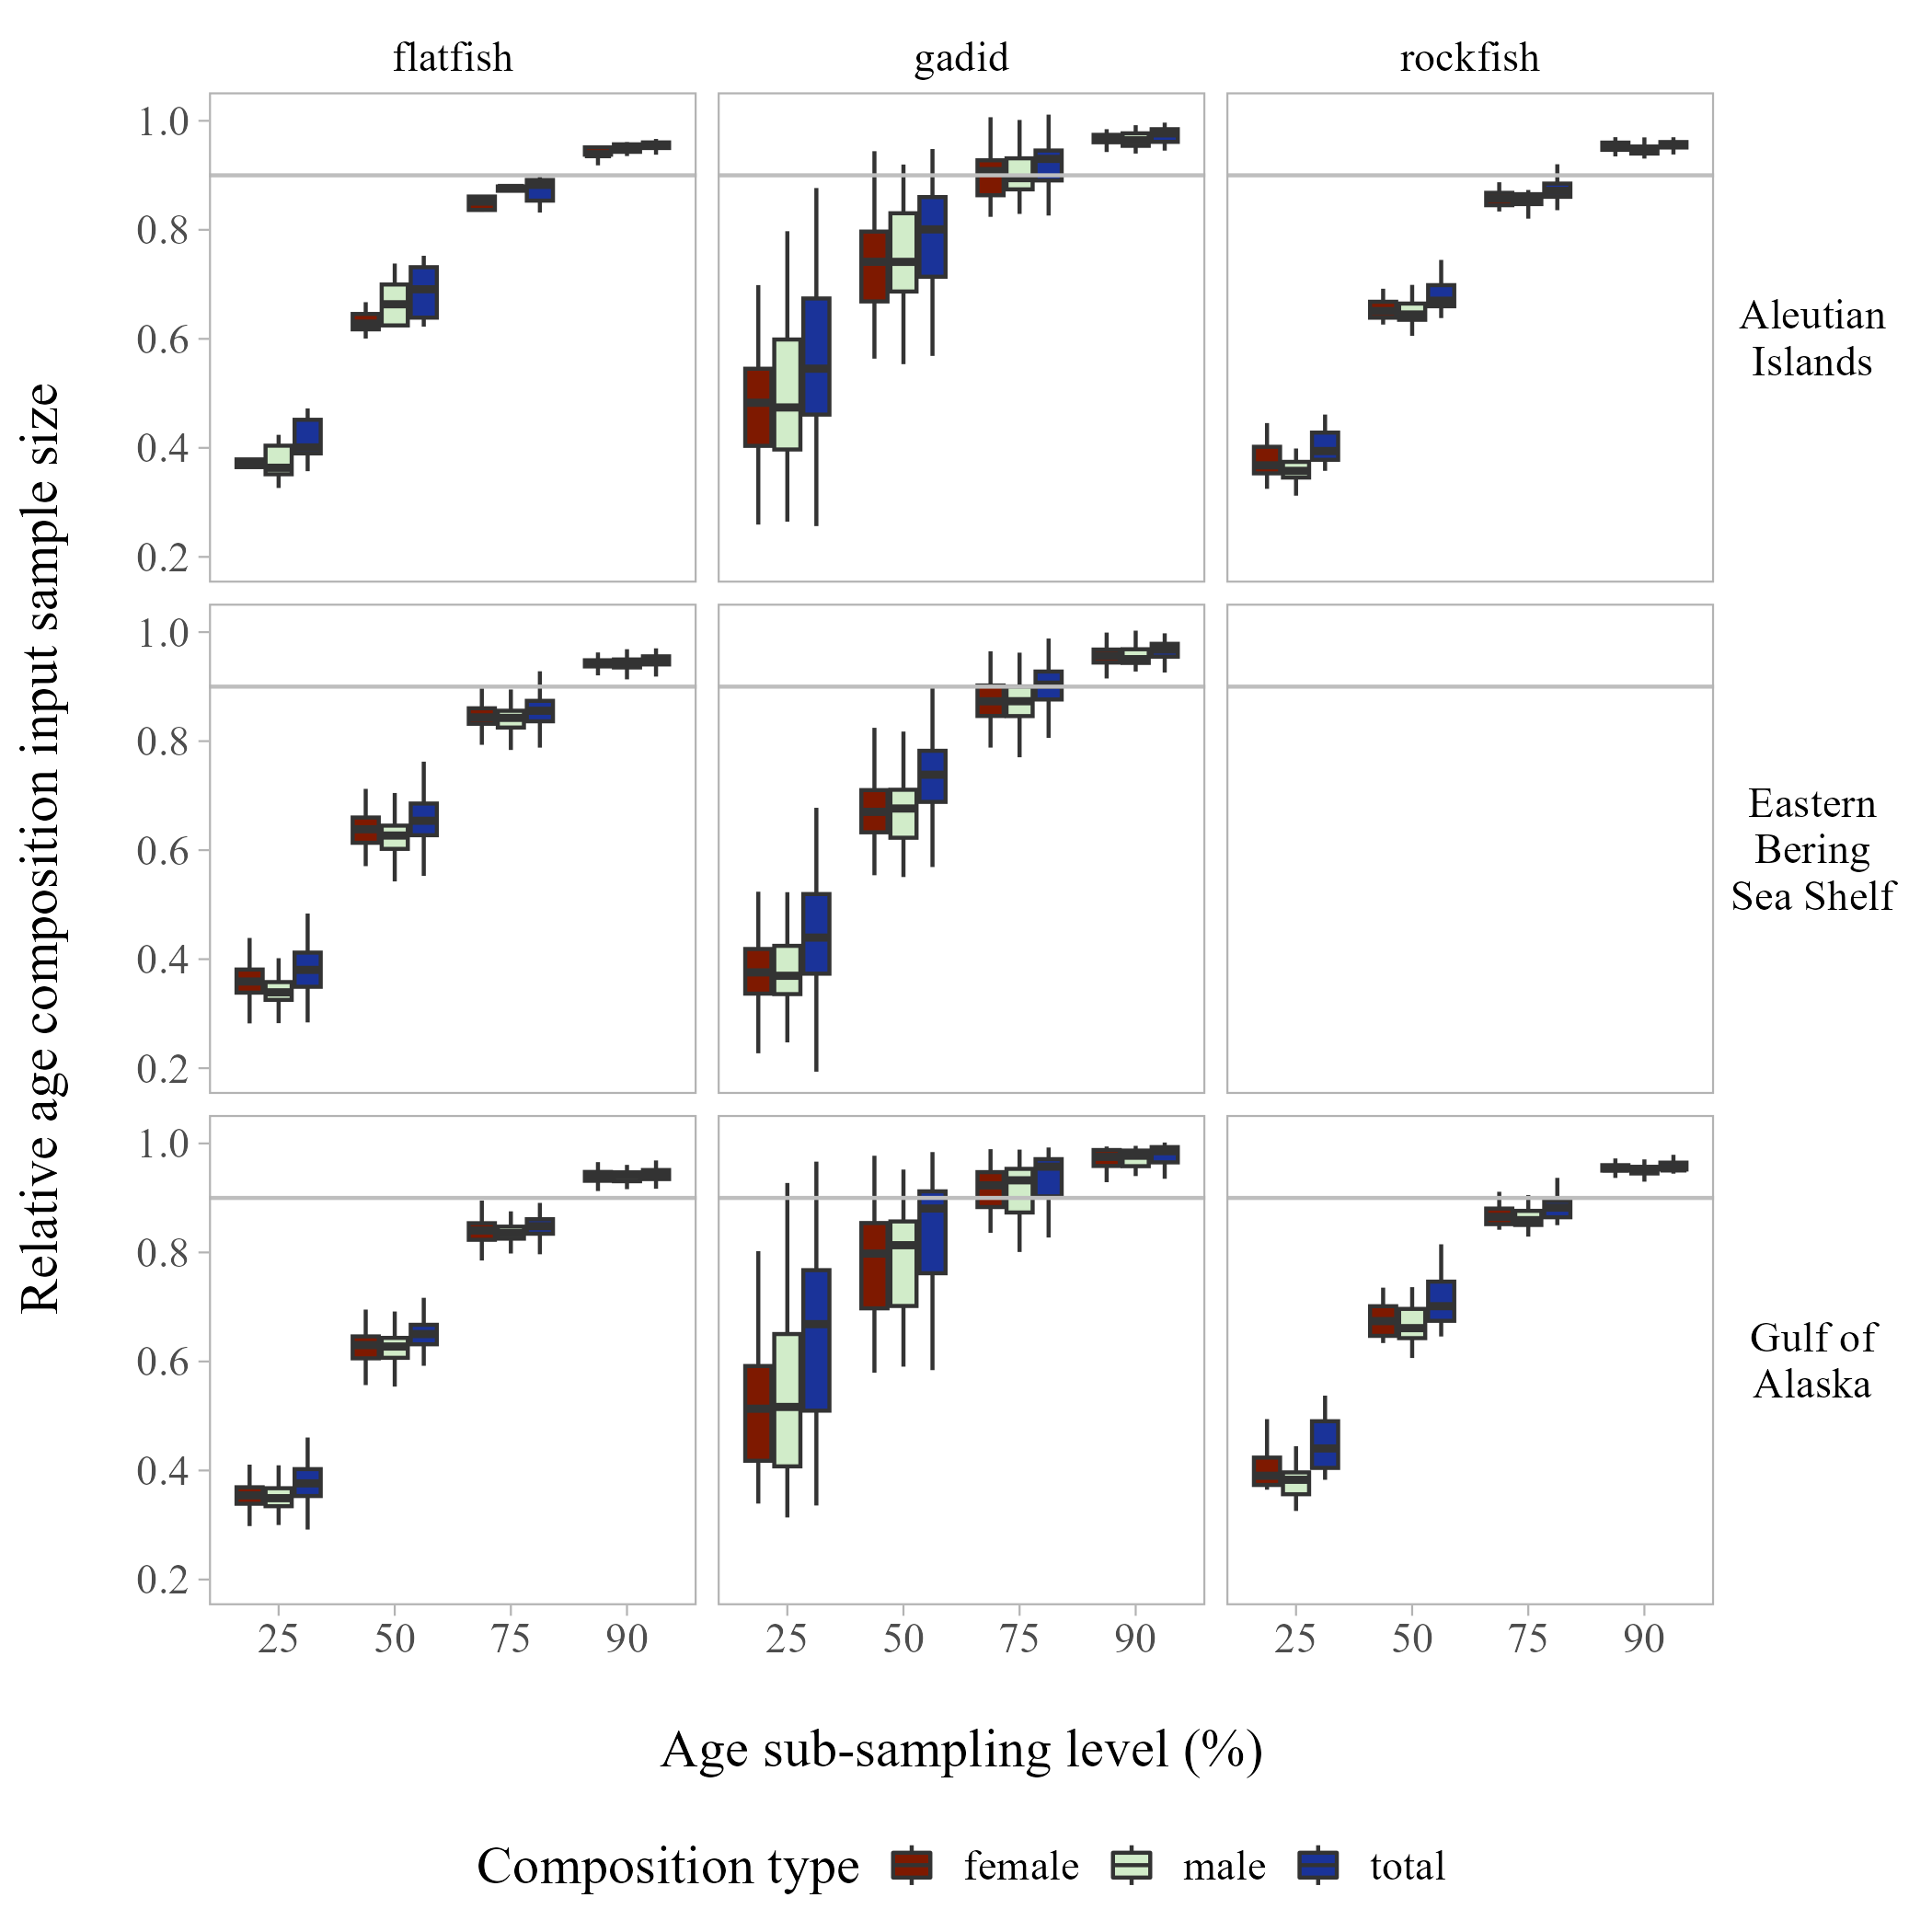 flatfish gadid rockfish
1.0
0.8
0.6
0.4
0.2
Aleutian
Islands
1.0
0.8
0.6
0.4
0.2
Eastern
Bering
Sea Shelf
1.0
0.8
0.6
0.4
0.2
Gulf of
Alaska
Relative age composition input sample size
25 50 75 90 25 50 75 90 25 50 75 90
Age sub-sampling level (%)
Composition type female male total